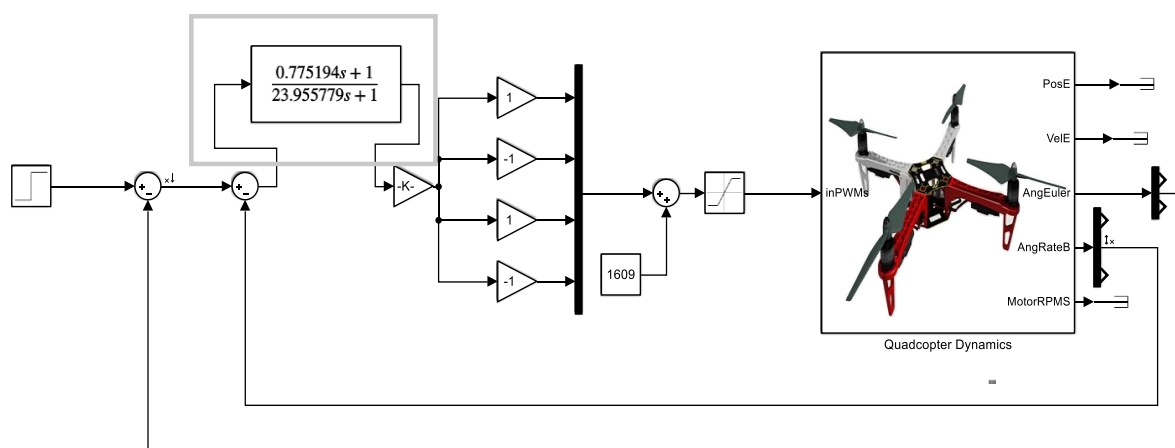 0.775194s + 1
23.955779s + 1
-K-
1
-1
1
-1
1609
inPWMs
PosE
VelE
AngEuler
AngRateB
MotorRPMS
Quadcopter Dynamics